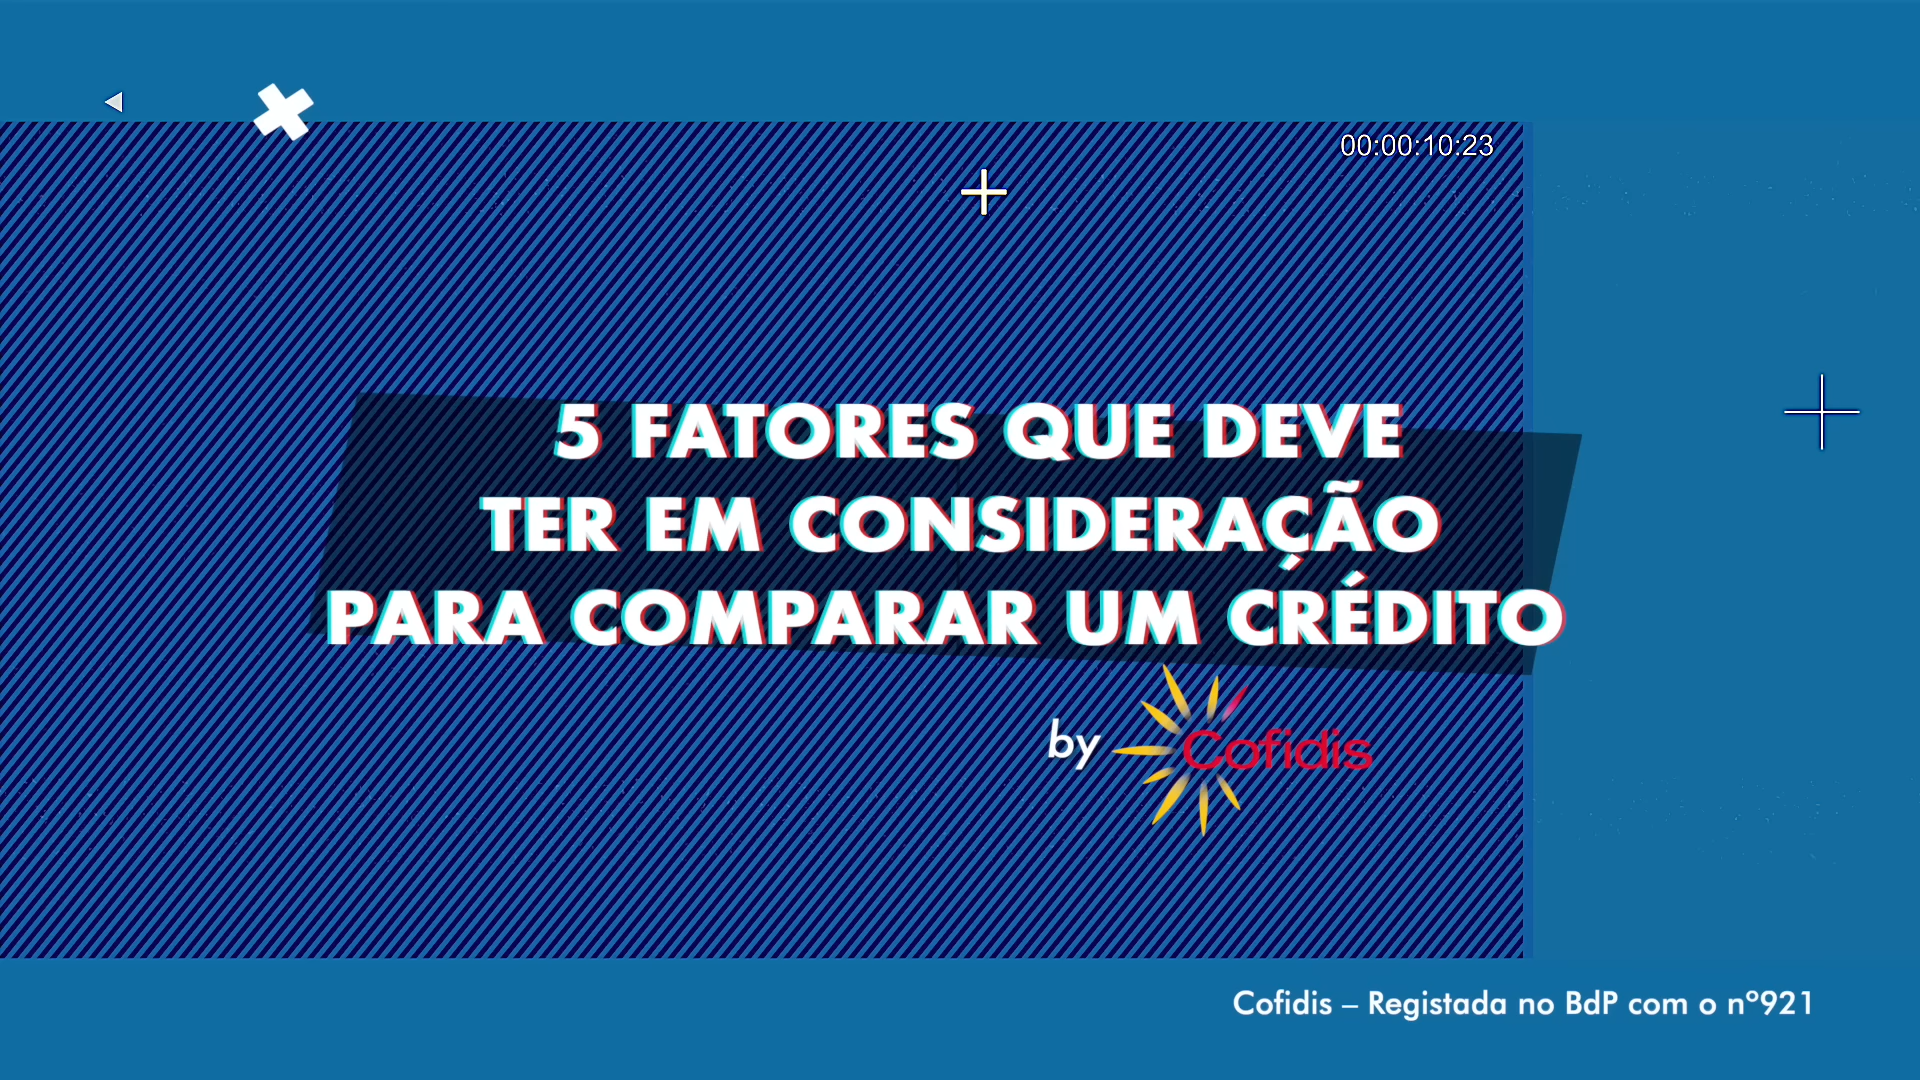 00:00:10:23
5 FATORES QUE DEVE
TER EM CONSIDERAÇÃO
PARA COMPARAR UM CRÉDITO
by Cofidis
Cofidis – Registada no BdP com o nº921